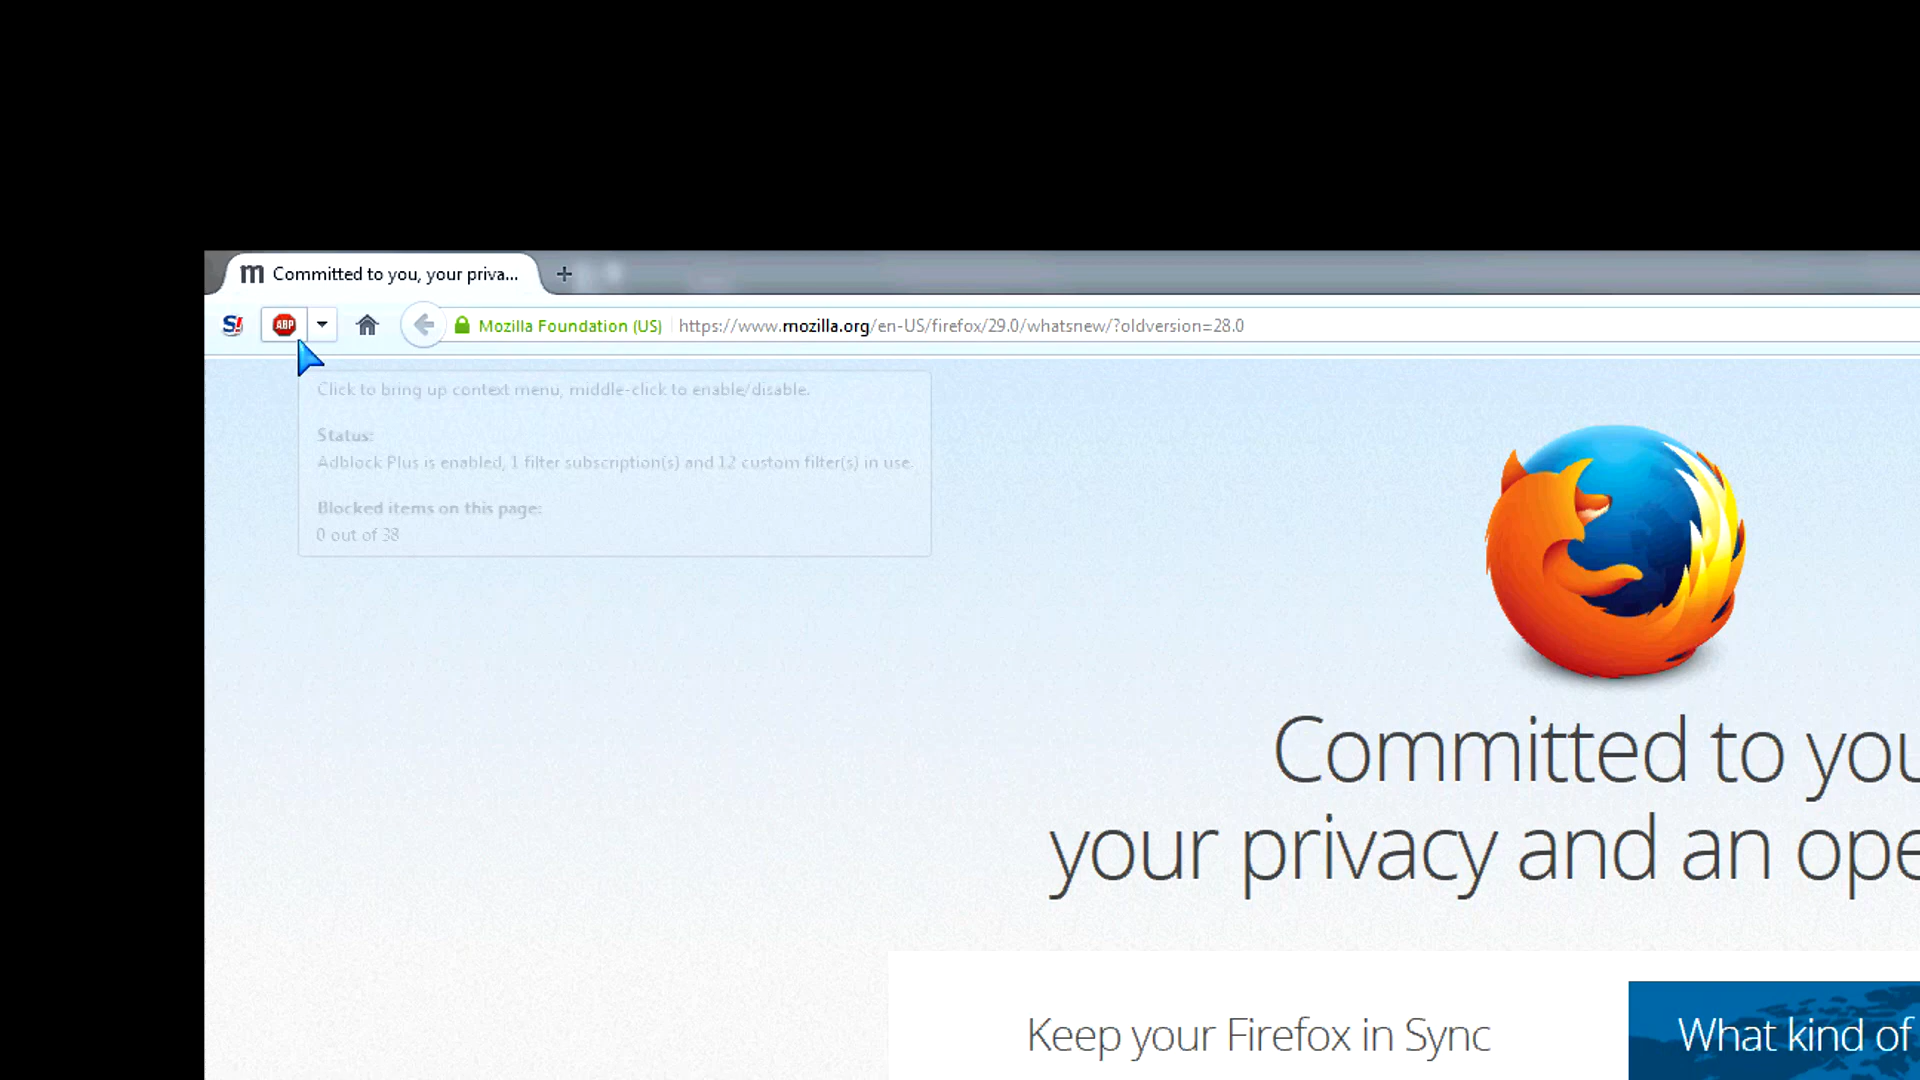 m Committed to you, your priva... +
S! ABP Mozilla Foundation (US) https://www.mozilla.org/en-US/firefox/29.0/whatsnew/?oldversion=28.0
Click to bring up context menu, middle-click to enable/disable.
Status:
Adblock Plus is enabled, 1 filter subscription(s) and 12 custom filter(s) in use.
Blocked items on this page:
0 out of 38
Committed to you
your privacy and an ope
Keep your Firefox in Sync
What kind of